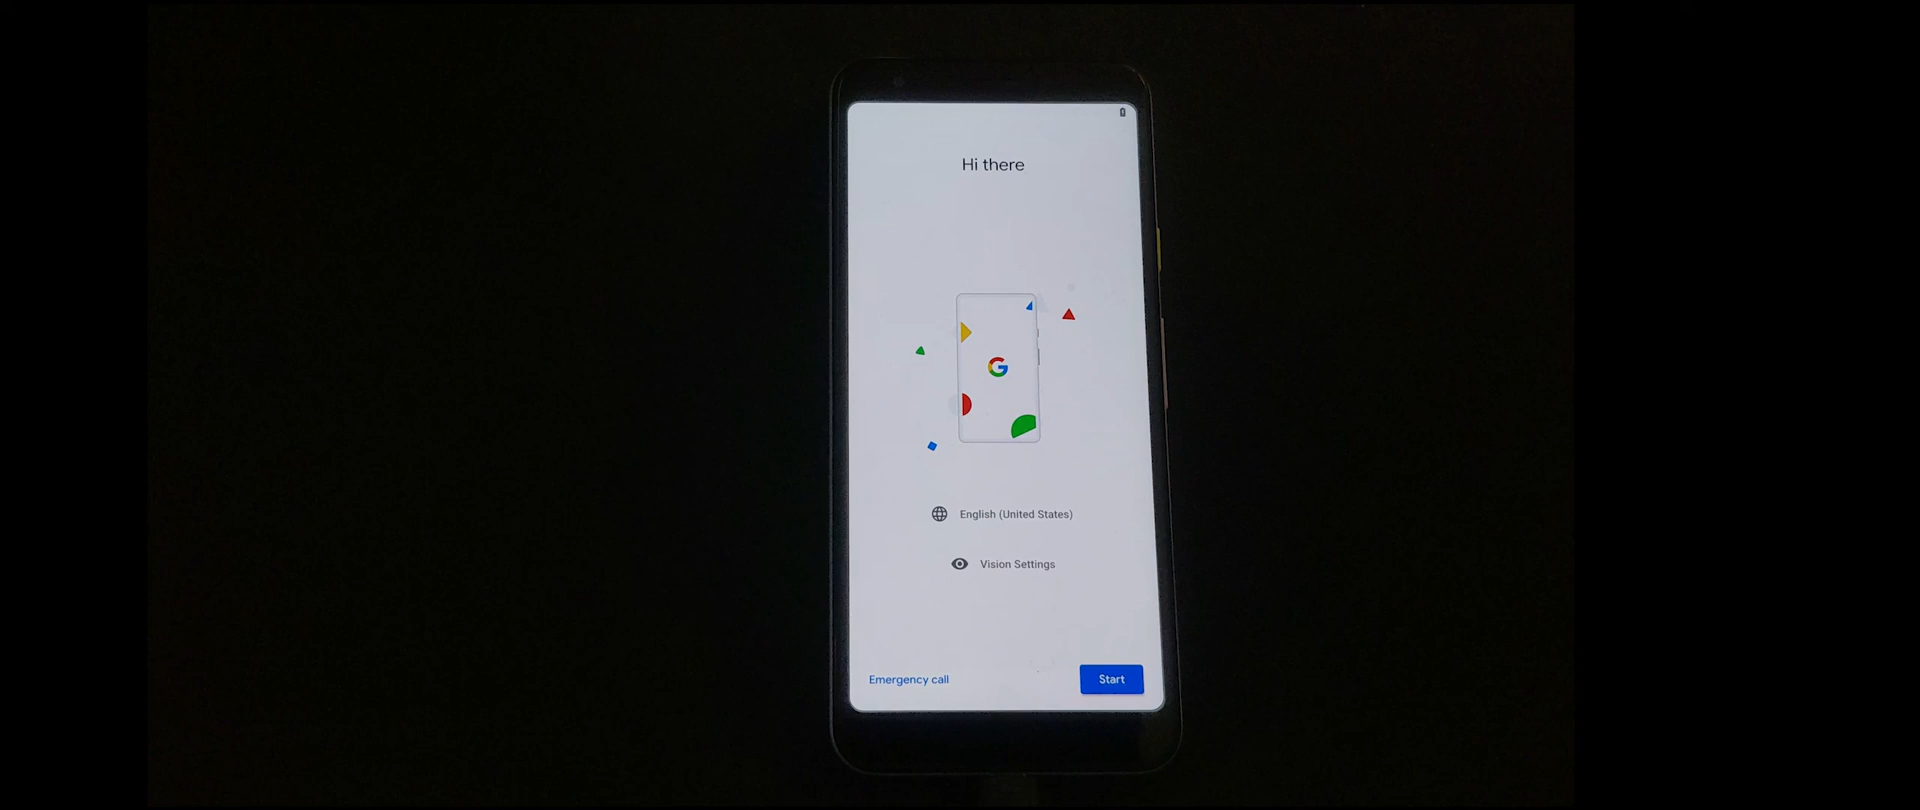 Hi there
English (United States)
Vision Settings
Emergency call
Start